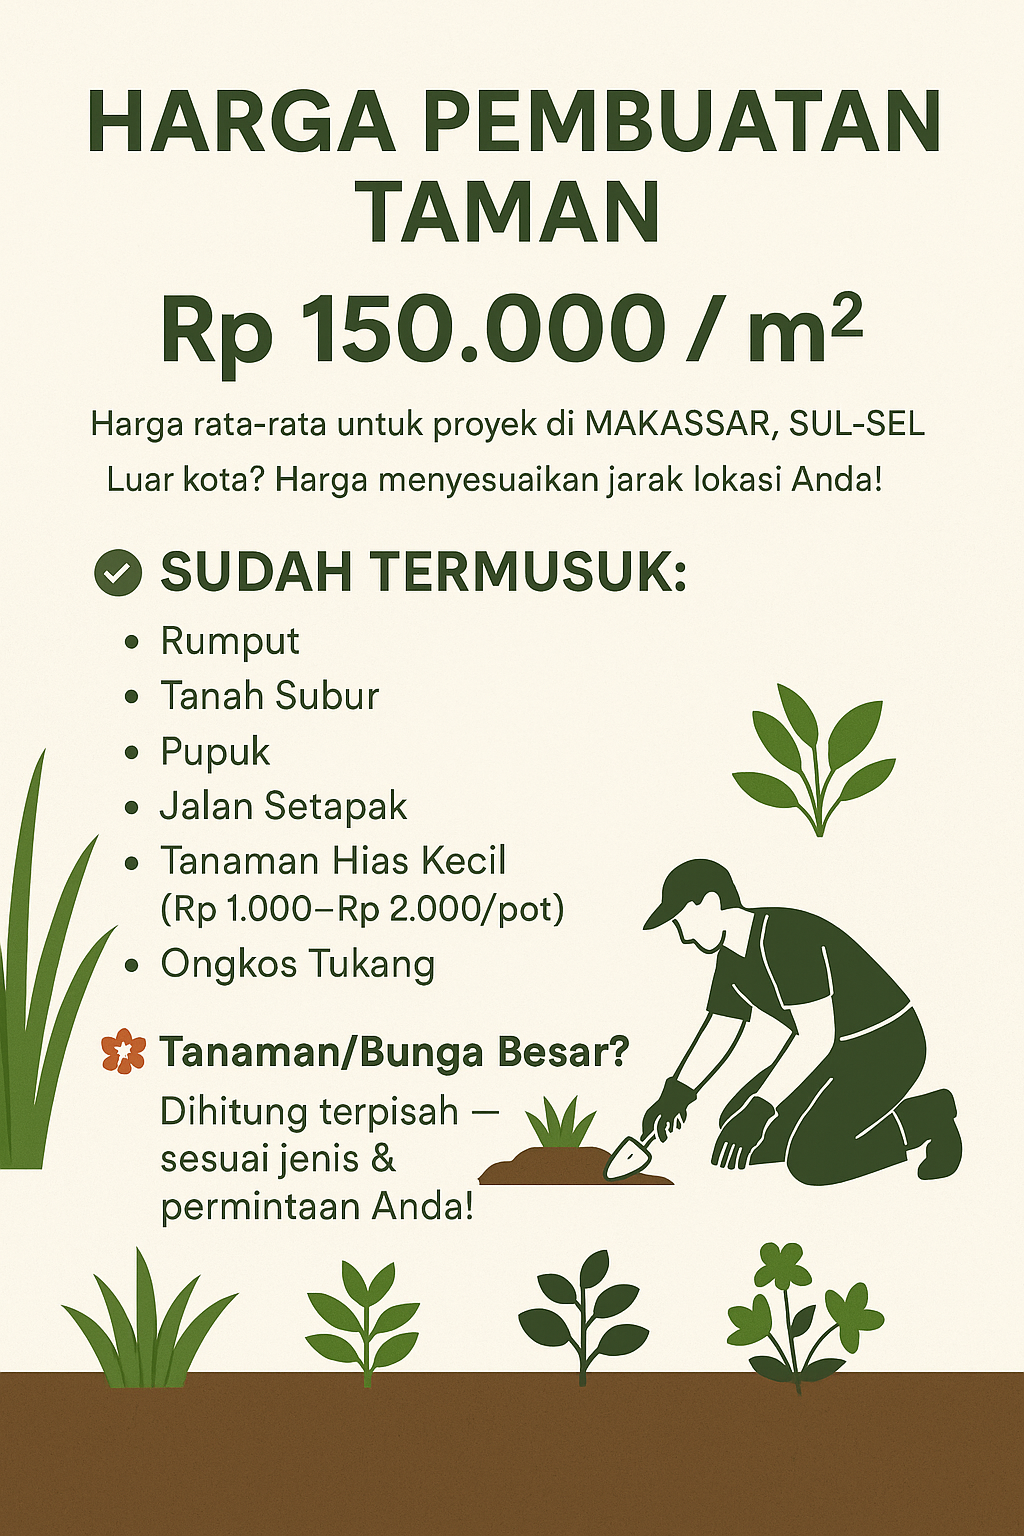 HARGA PEMBUATAN
TAMAN
Rp 150.000 / m²
Harga rata-rata untuk proyek di MAKASSAR, SUL-SEL
Luar kota? Harga menyesuaikan jarak lokasi Anda!
SUDAH TERMUSUK:
• Rumput
• Tanah Subur
• Pupuk
• Jalan Setapak
• Tanaman Hias Kecil
(Rp 1.000–Rp 2.000/pot)
• Ongkos Tukang
Tanaman/Bunga Besar?
Dihitung terpisah —
sesuai jenis &
permintaan Anda!